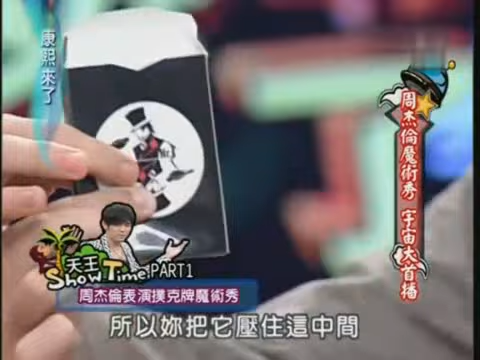 康熙來了
周杰倫魔術秀 宇宙大首播
天王
Show Time PART1
周杰倫表演撲克牌魔術秀
所以妳把它壓住這中間